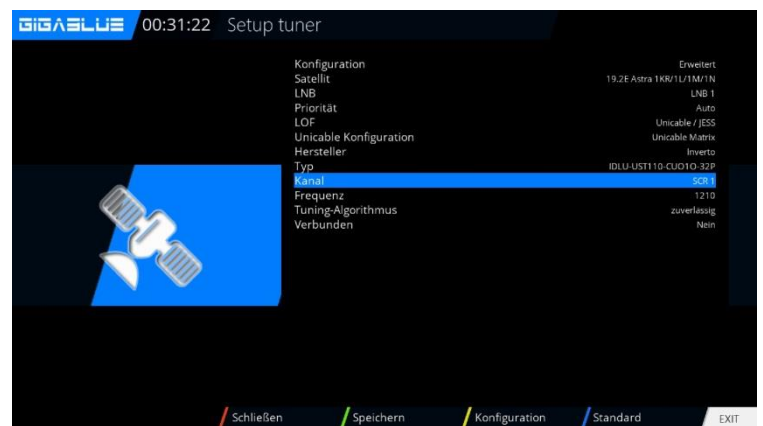 GIGABLUE 00:31:22 Setup tuner
Konfiguration Erweitert
Satellit 19.2E Astra 1KR/1L/1M/1N
LNB LNB 1
Priorität Auto
LOF Unicable / JESS
Unicable Konfiguration Unicable Matrix
Hersteller Inverto
Typ IDLU-UST110-CUO1O-32P
Kanal SCR 1
Frequenz 1210
Tuning-Algorithmus zuverlässig
Verbunden Nein
Schließen Speichern Konfiguration Standard EXIT